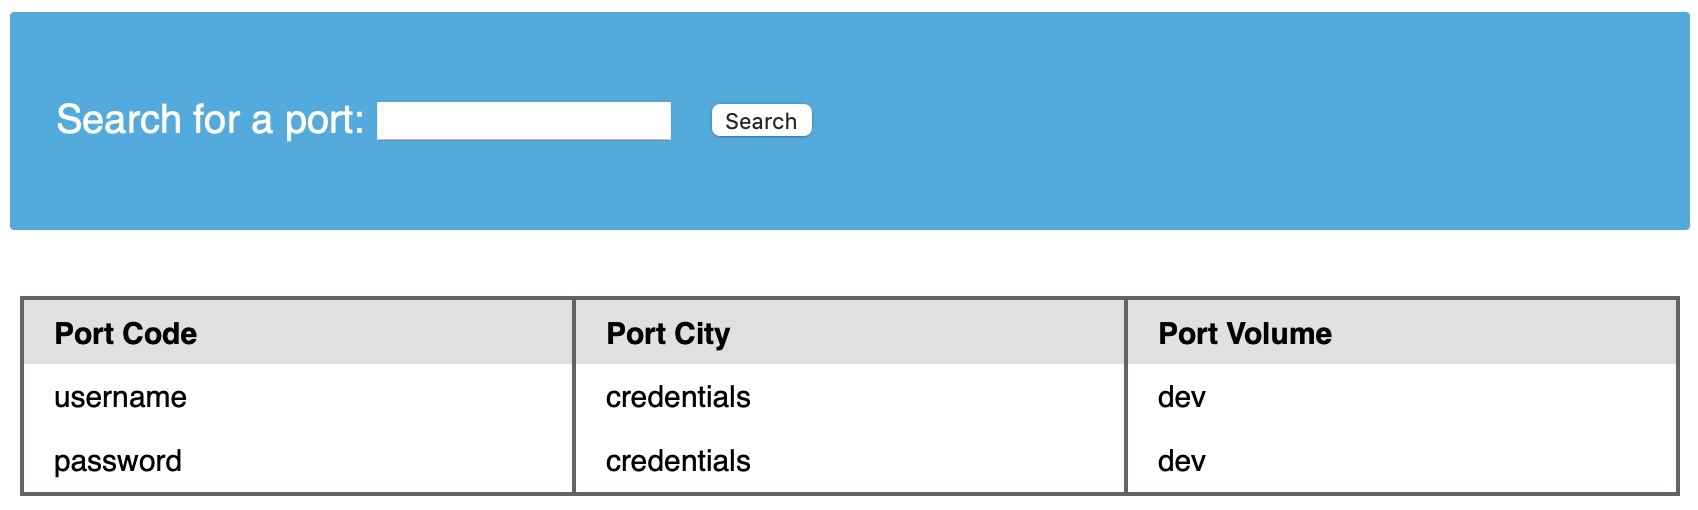 Search for a port: Search
Port Code Port City Port Volume
username credentials dev
password credentials dev